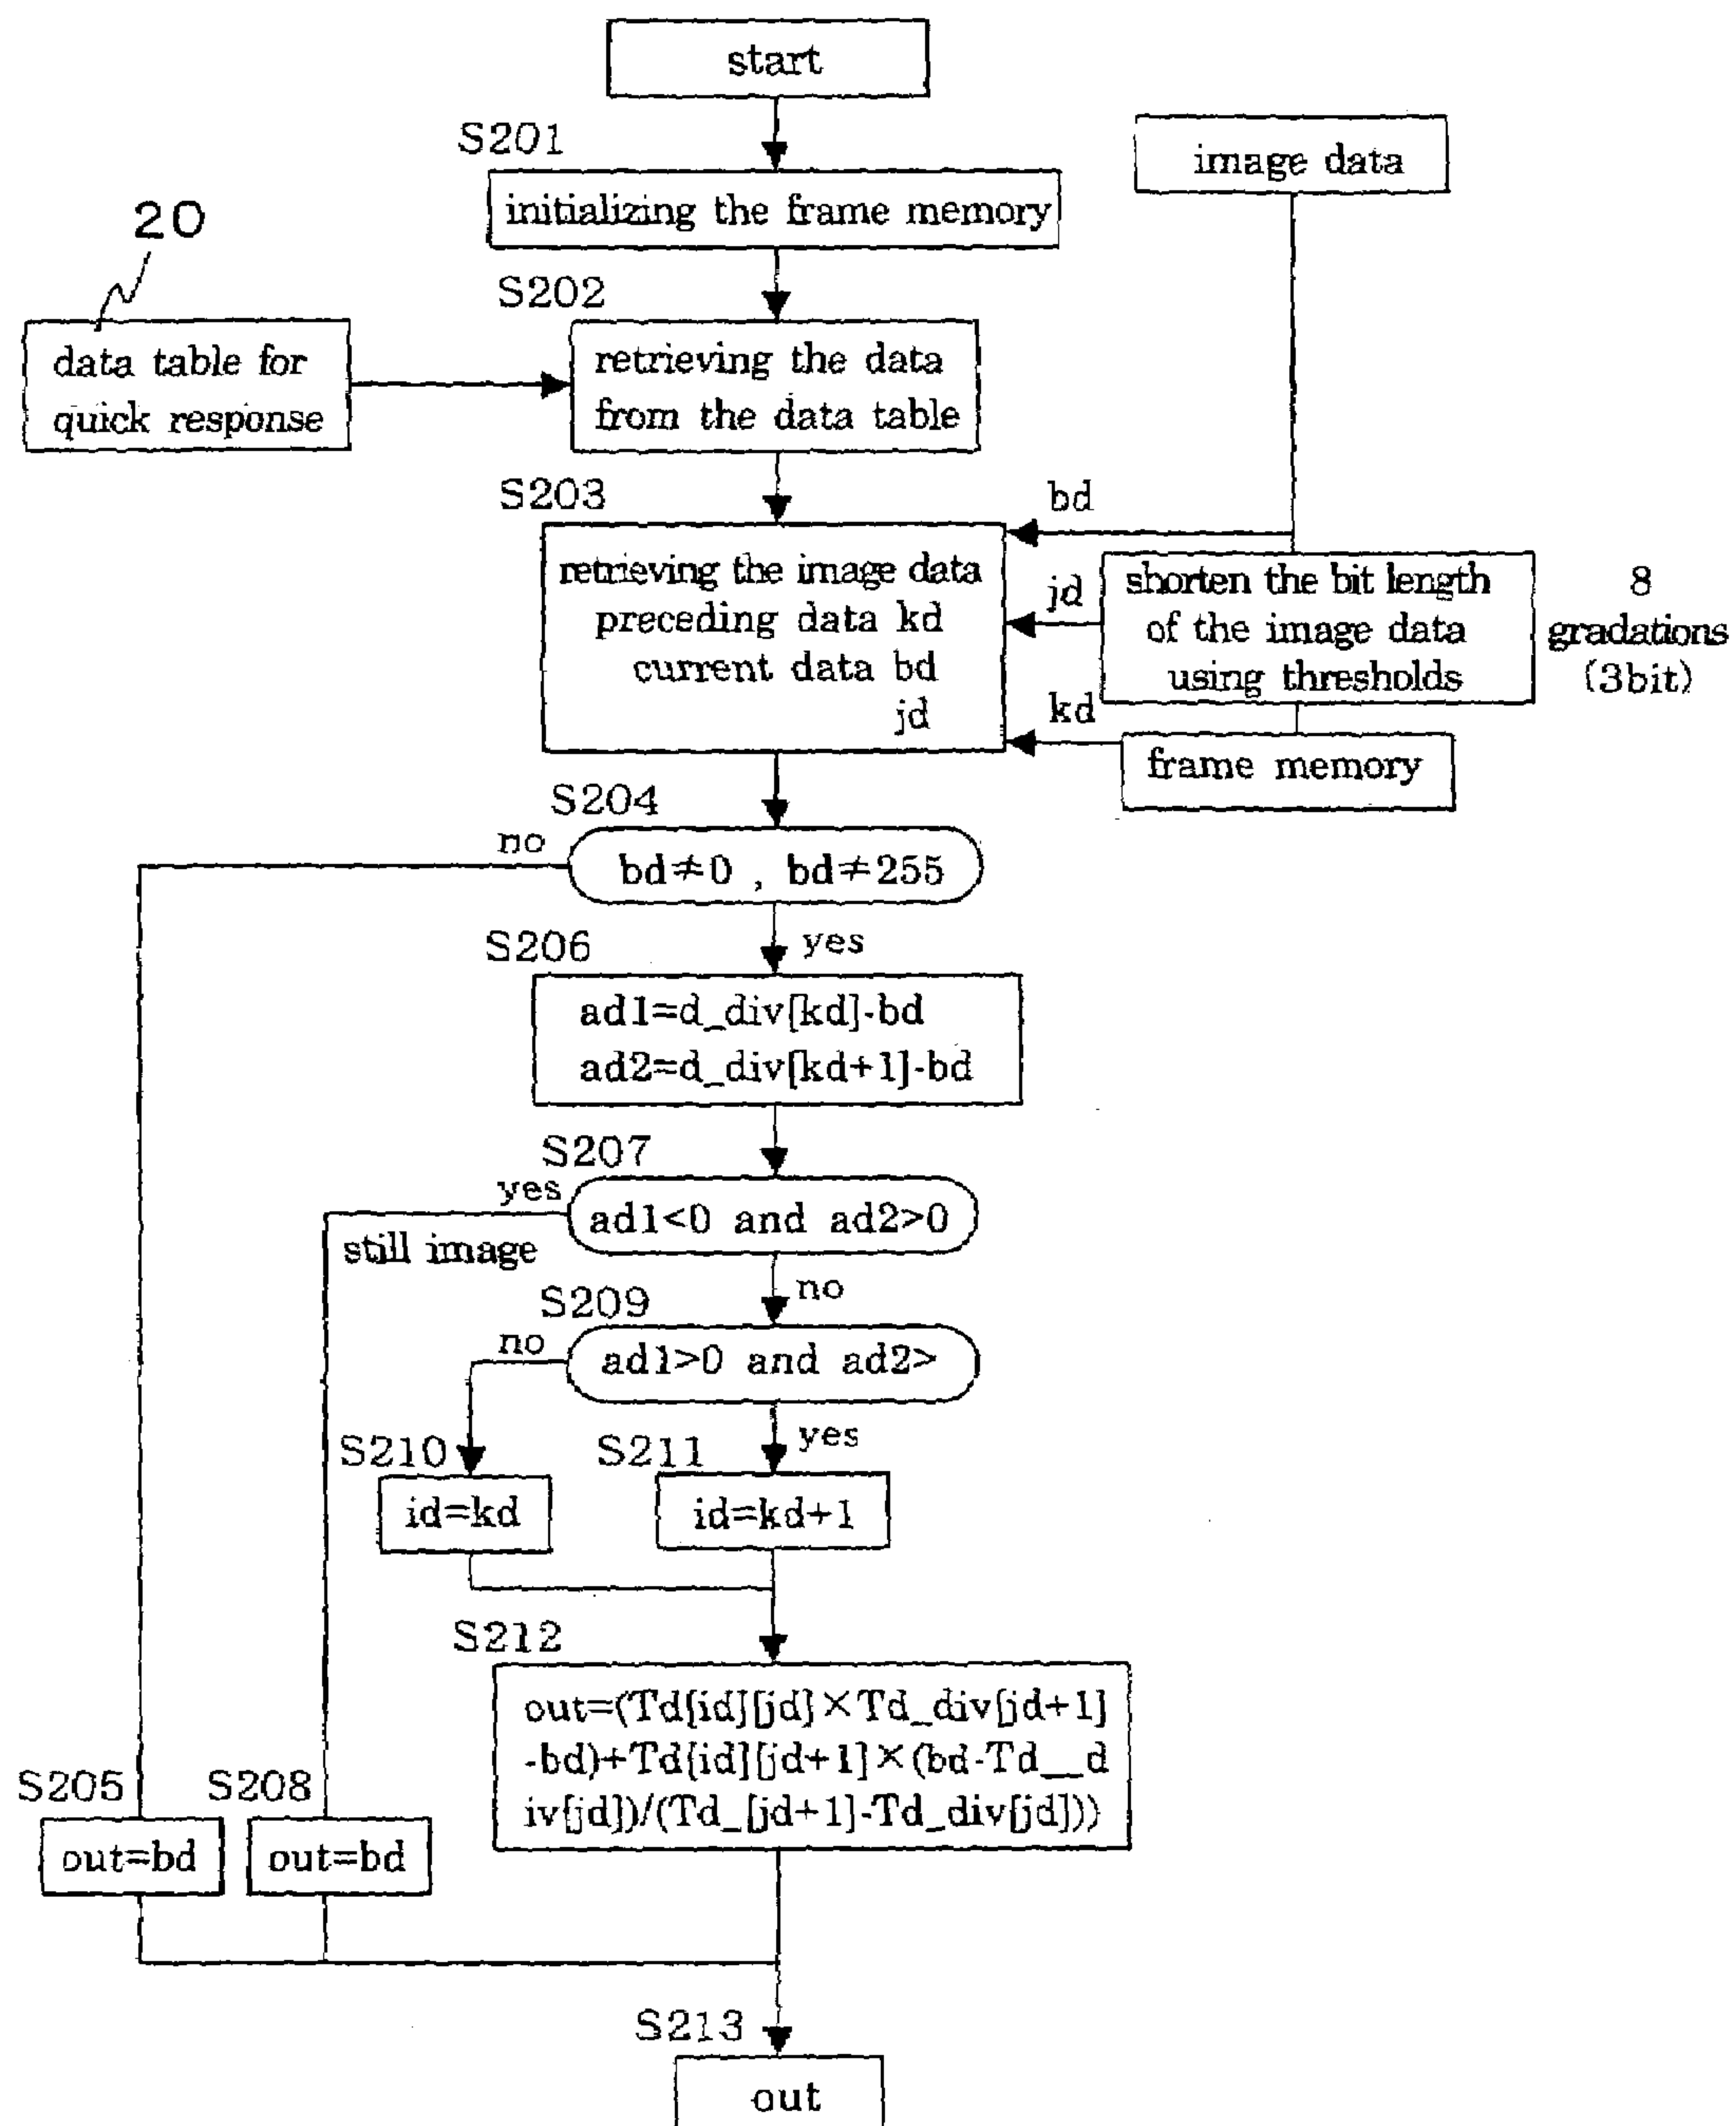 start
S201
image data
initializing the frame memory
20
S202
data table for
quick response
retrieving the data
from the data table
S203
bd
retrieving the image data
preceding data kd
current data bd
jd
jd
shorten the bit length
of the image data
using thresholds
8
gradations
(3bit)
kd
frame memory
S204
no
bd≠0 , bd≠255
S206
yes
ad1=d_div[kd]-bd
ad2=d_div[kd+1]-bd
S207
yes
ad1<0 and ad2>0
still image
no
S209
no
ad1>0 and ad2>
S210
S211
yes
id=kd
id=kd+1
S212
out=(Td[id][jd]×Td_div[jd+1]
-bd)+Td[id][jd+1]×(bd-Td__d
iv[jd])/(Td_[jd+1]-Td_div[jd]))
S205
S208
out=bd
out=bd
S213
out